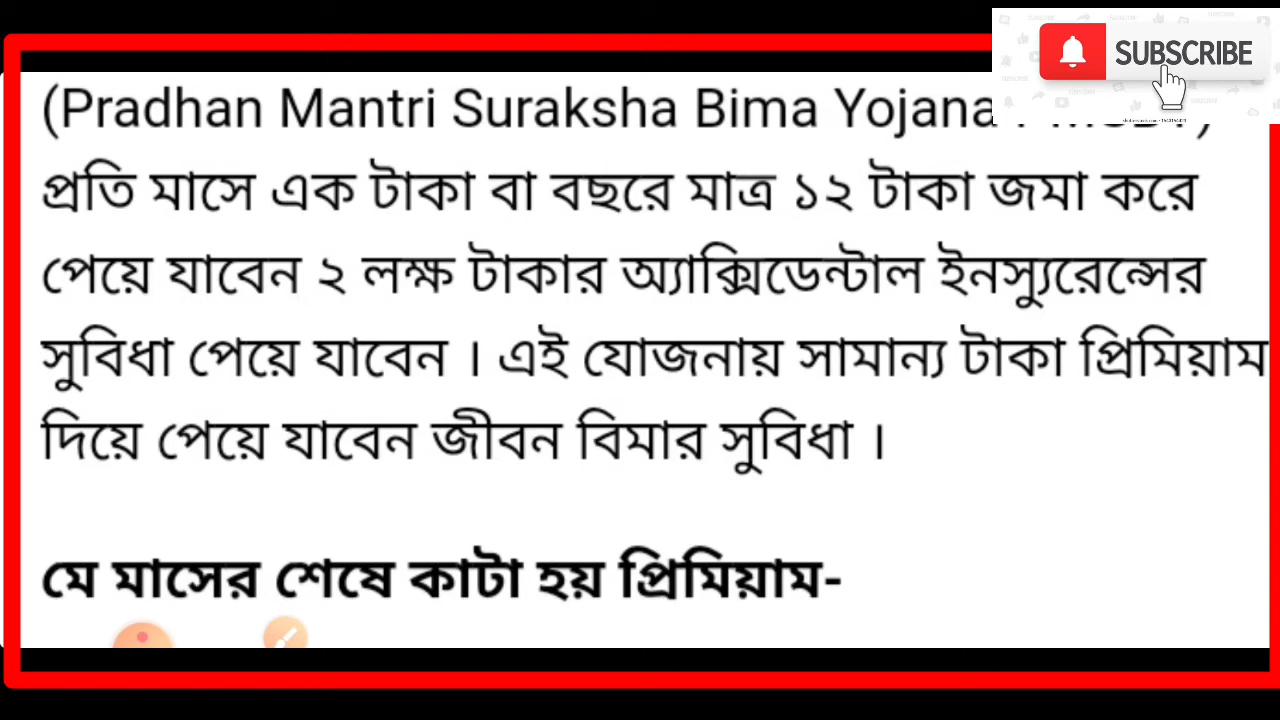 SUBSCRIBE
(Pradhan Mantri Suraksha Bima Yojana
প্রতি মাসে এক টাকা বা বছরে মাত্র ১২ টাকা জমা করে
পেয়ে যাবেন ২ লক্ষ টাকার অ্যাক্সিডেন্টাল ইনস্যুরেন্সের
সুবিধা পেয়ে যাবেন । এই যোজনায় সামান্য টাকা প্রিমিয়াম
দিয়ে পেয়ে যাবেন জীবন বিমার সুবিধা ।
মে মাসের শেষে কাটা হয় প্রিমিয়াম-